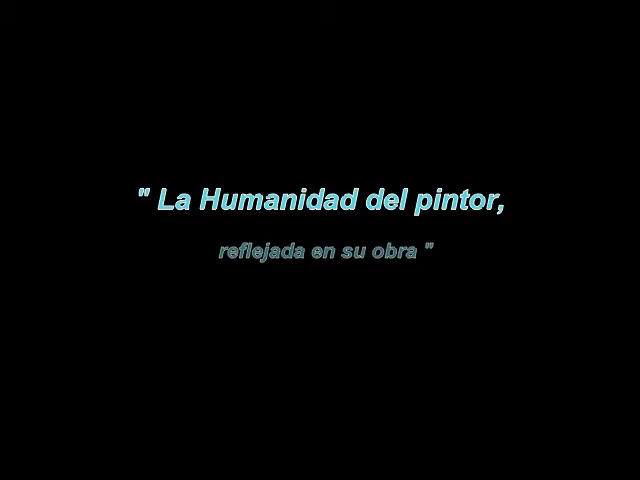 " La Humanidad del pintor,
reflejada en su obra "